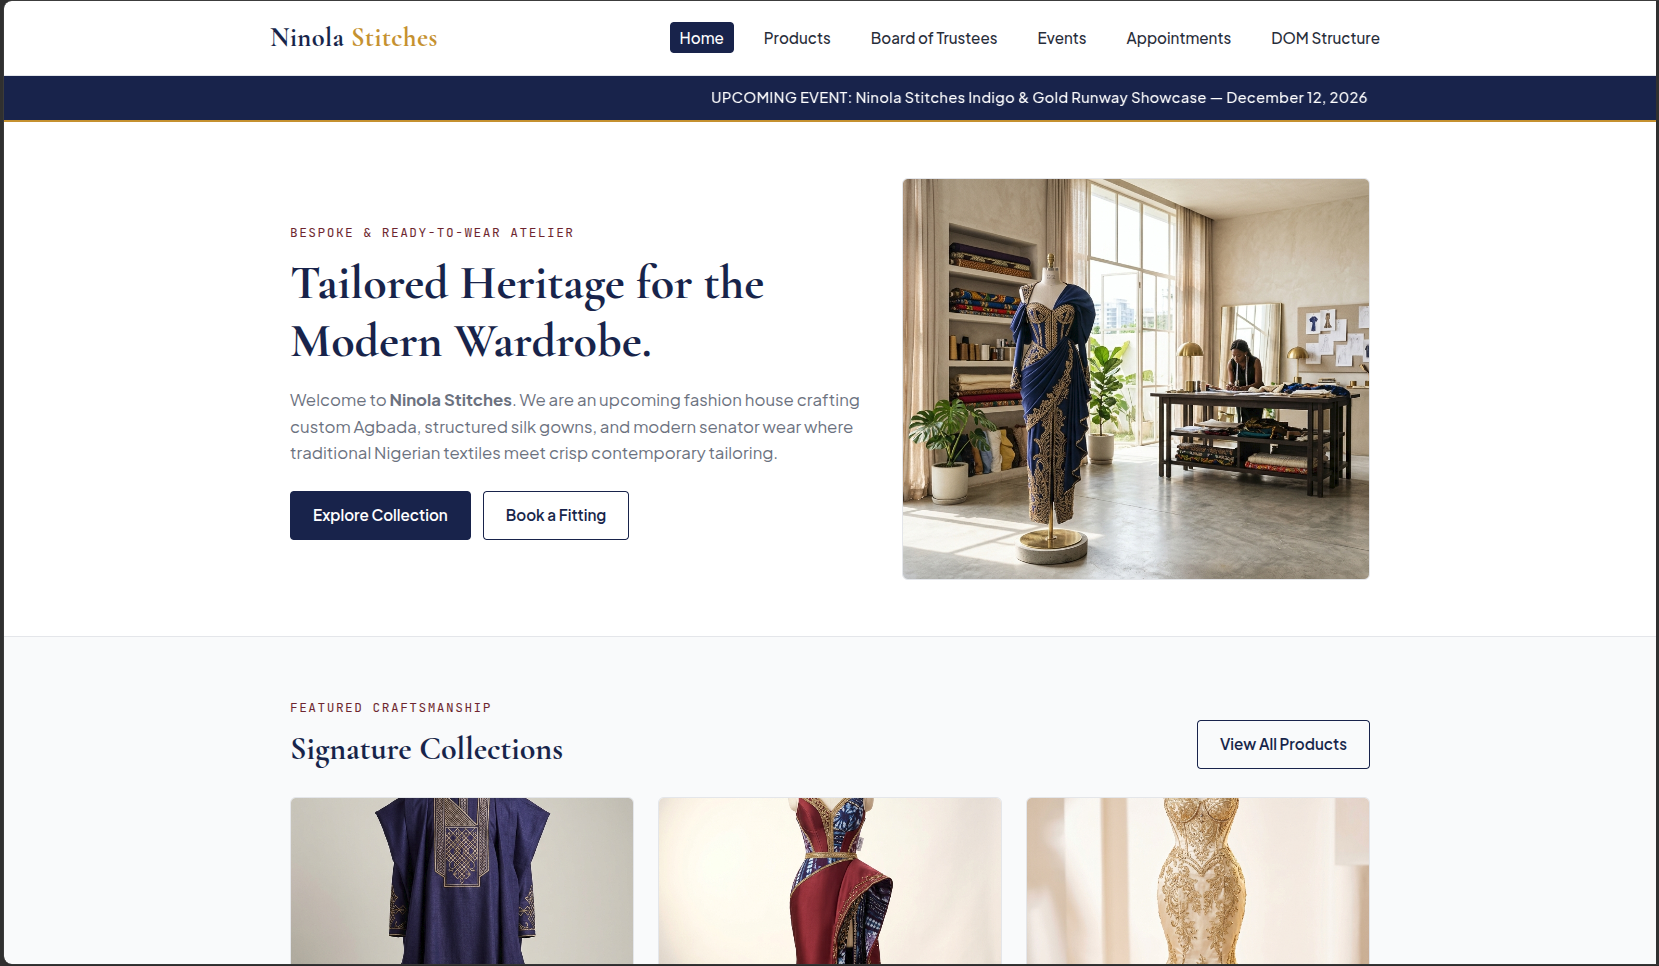 Ninola Stitches
Home Products Board of Trustees Events Appointments DOM Structure
UPCOMING EVENT: Ninola Stitches Indigo & Gold Runway Showcase — December 12, 2026
BESPOKE & READY-TO-WEAR ATELIER
Tailored Heritage for the
Modern Wardrobe.
Welcome to Ninola Stitches. We are an upcoming fashion house crafting
custom Agbada, structured silk gowns, and modern senator wear where
traditional Nigerian textiles meet crisp contemporary tailoring.
Explore Collection Book a Fitting
FEATURED CRAFTSMANSHIP
Signature Collections
View All Products